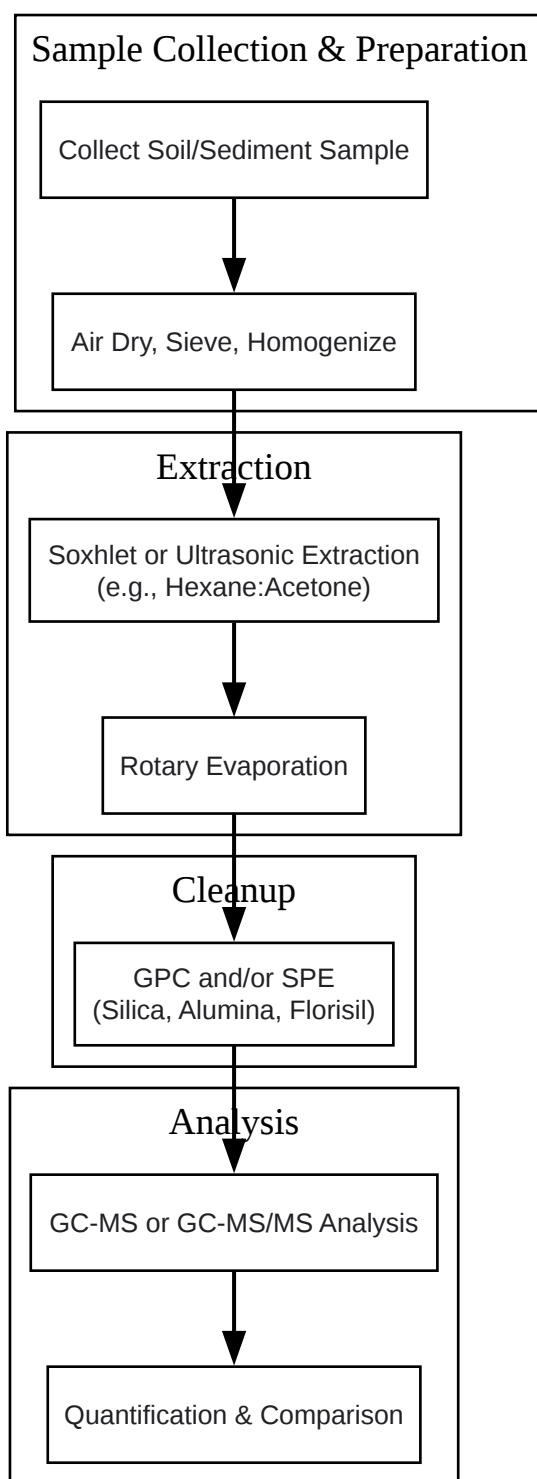 Sample Collection & Preparation
Collect Soil/Sediment Sample
Air Dry, Sieve, Homogenize
Extraction
Soxhlet or Ultrasonic Extraction
(e.g., Hexane:Acetone)
Rotary Evaporation
Cleanup
GPC and/or SPE
(Silica, Alumina, Florisil)
Analysis
GC-MS or GC-MS/MS Analysis
Quantification & Comparison